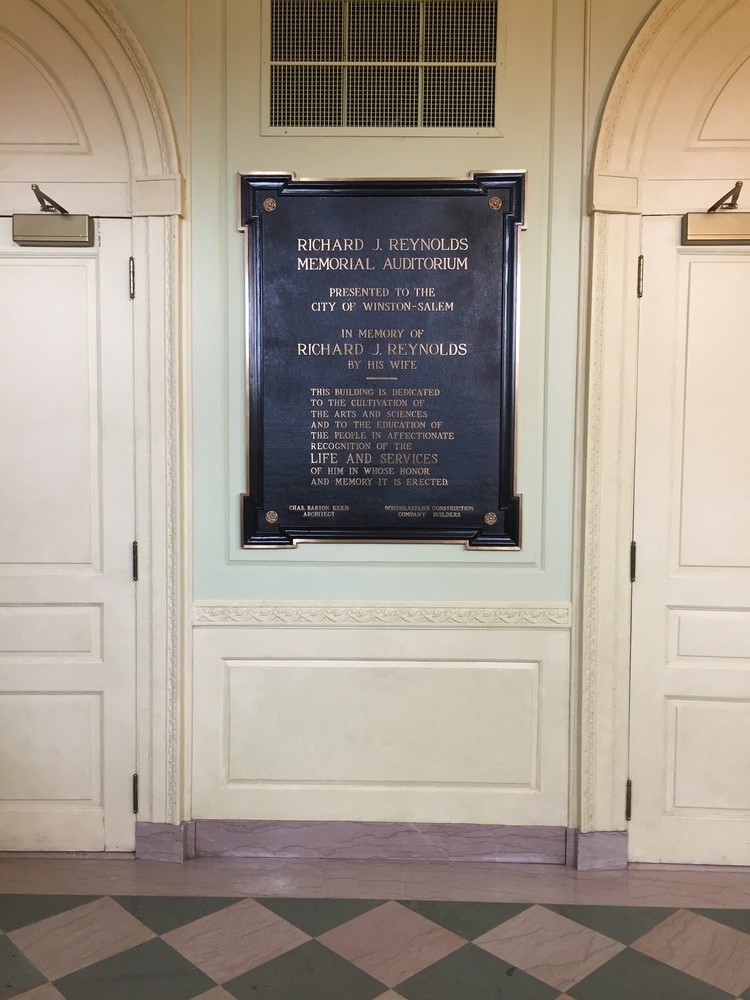 RICHARD J. REYNOLDS
MEMORIAL AUDITORIUM
PRESENTED TO THE
CITY OF WINSTON-SALEM
IN MEMORY OF
RICHARD J. REYNOLDS
BY HIS WIFE
THIS BUILDING IS DEDICATED
TO THE CULTIVATION OF
THE ARTS AND SCIENCES
AND TO THE EDUCATION OF
THE PEOPLE IN AFFECTIONATE
RECOGNITION OF THE
LIFE AND SERVICES
OF HIM IN WHOSE HONOR
AND MEMORY IT IS ERECTED.
CHAS. BARTON KEEN
ARCHITECT
NORTHEASTERN CONSTRUCTION
COMPANY BUILDERS